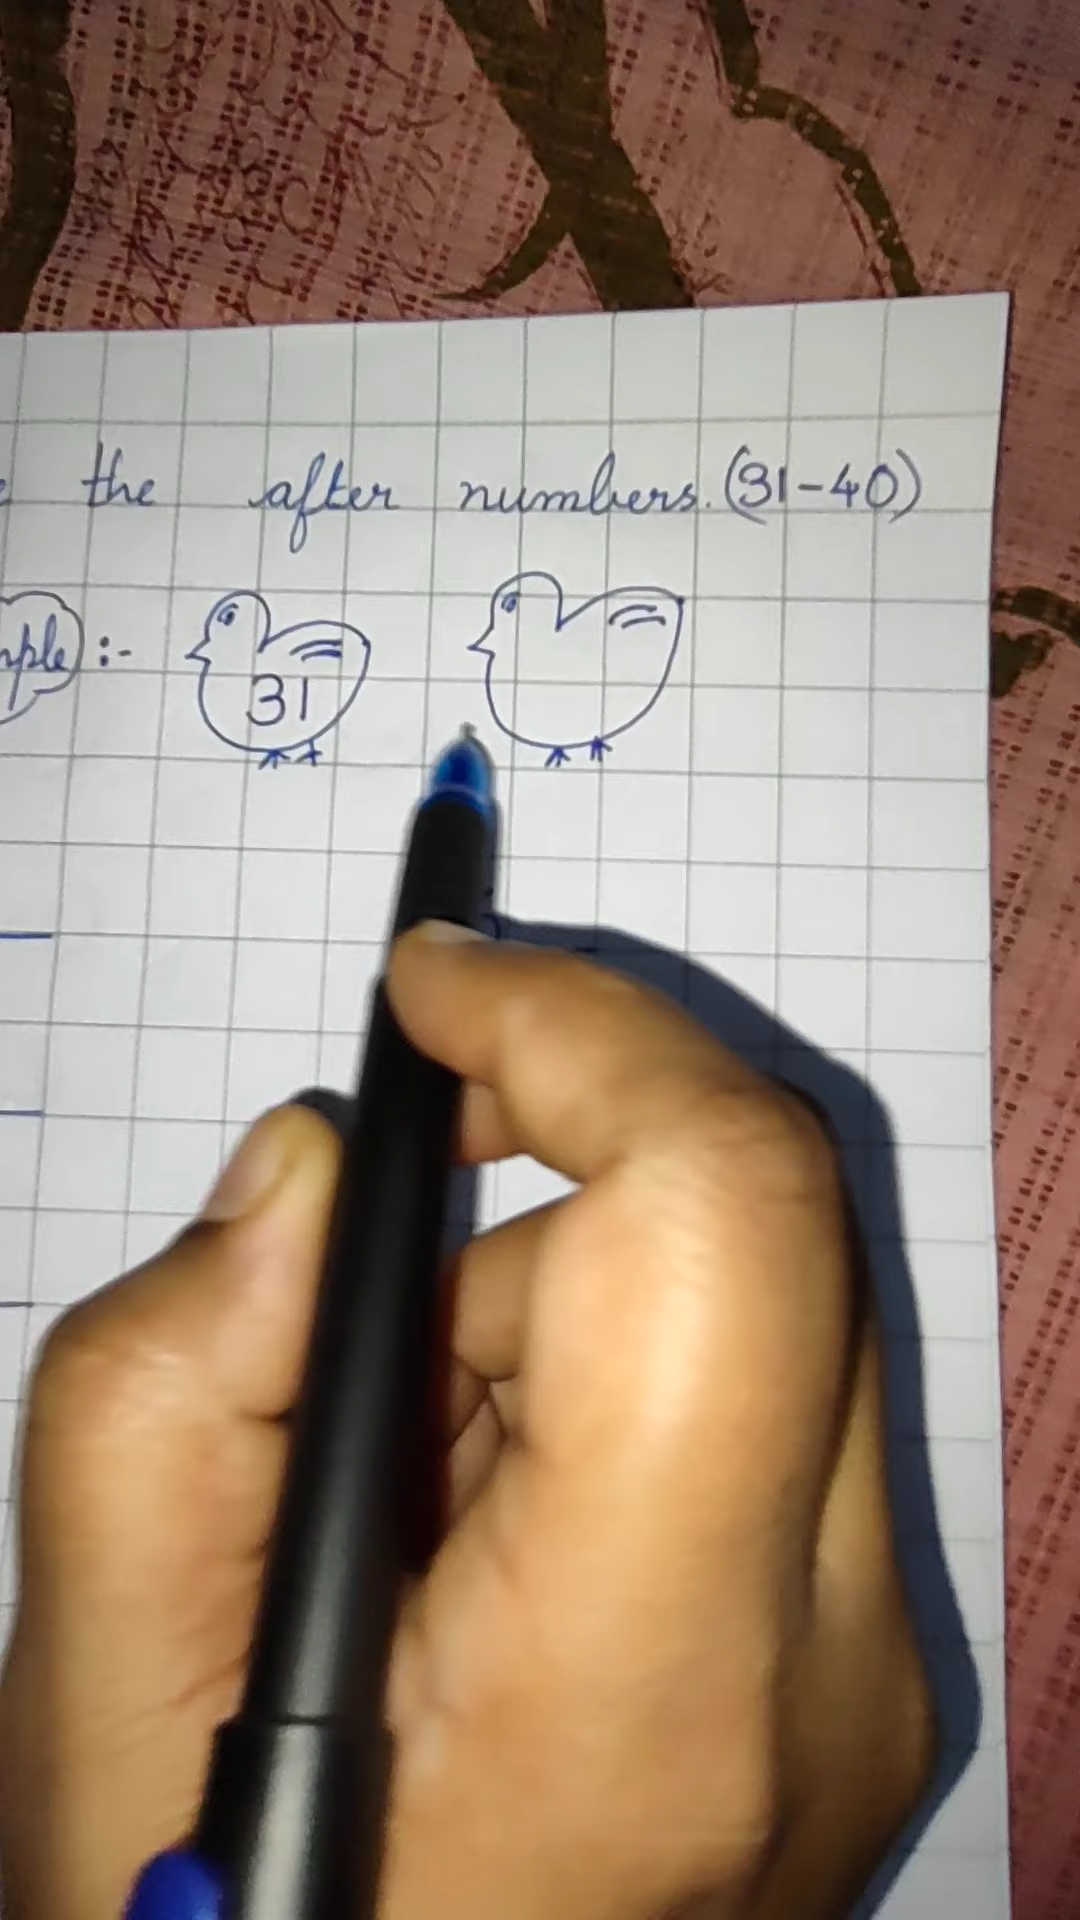 the after numbers. (31-40)
:- 31